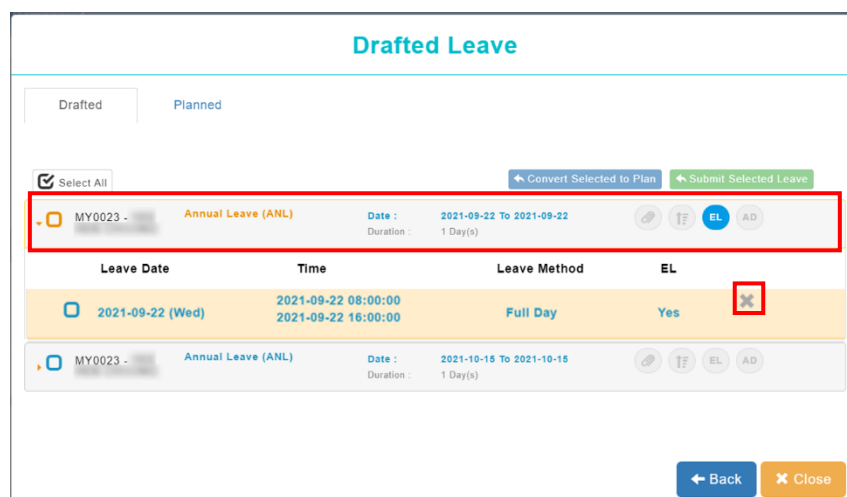 Drafted Leave
Drafted Planned
Select All Convert Selected to Plan Submit Selected Leave
MY0023 - Annual Leave (ANL) Date : 2021-09-22 To 2021-09-22 EL AD
Duration : 1 Day(s)
Leave Date Time Leave Method EL
2021-09-22 (Wed) 2021-09-22 08:00:00 Full Day Yes
2021-09-22 16:00:00
MY0023 - Annual Leave (ANL) Date : 2021-10-15 To 2021-10-15 EL AD
Duration : 1 Day(s)
Back Close